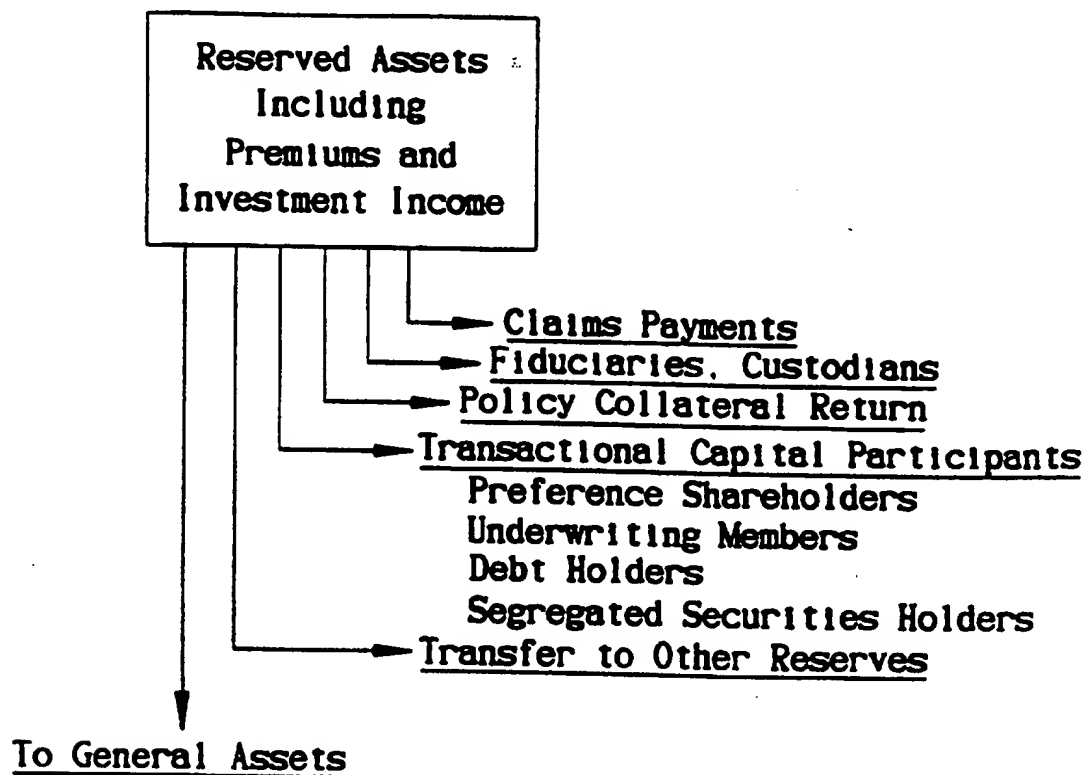 Reserved Assets
Including
Premiums and
Investment Income
Claims Payments
Fiduciaries. Custodians
Policy Collateral Return
Transactional Capital Participants
Preference Shareholders
Underwriting Members
Debt Holders
Segregated Securities Holders
Transfer to Other Reserves
To General Assets